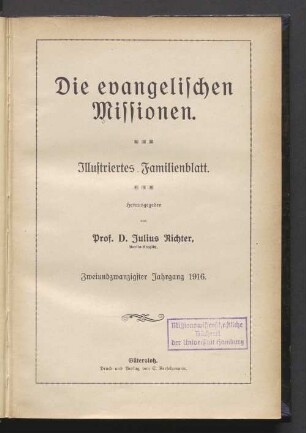 Die evangelischen
Missionen.
Illustriertes Familienblatt.
Herausgegeben
von
Prof. D. Julius Richter,
Zweiundzwanzigster Jahrgang 1916.
Missionswissenschaftliche
Bücherei
der Universität Hamburg
Gütersloh,
Druck und Verlag von C. Bertelsmann.